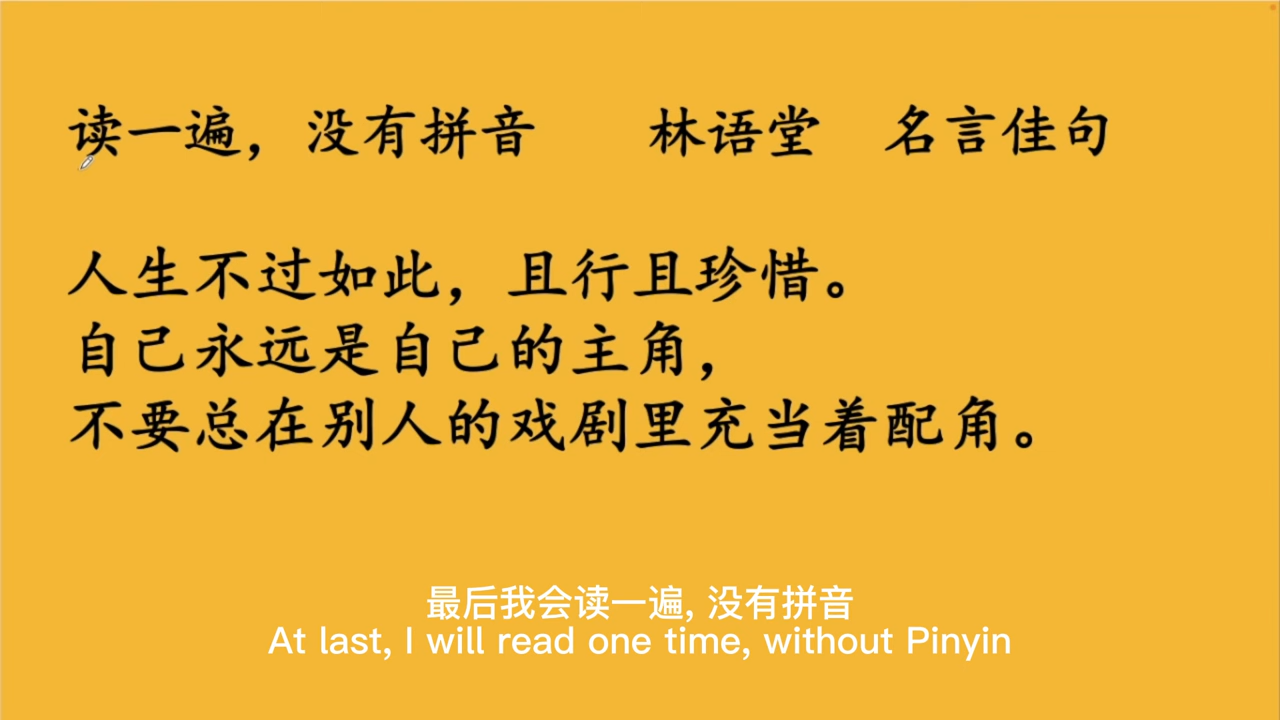 读一遍，没有拼音 林语堂 名言佳句
人生不过如此，且行且珍惜。
自己永远是自己的主角，
不要总在别人的戏剧里充当着配角。
最后我会读一遍, 没有拼音
At last, I will read one time, without Pinyin